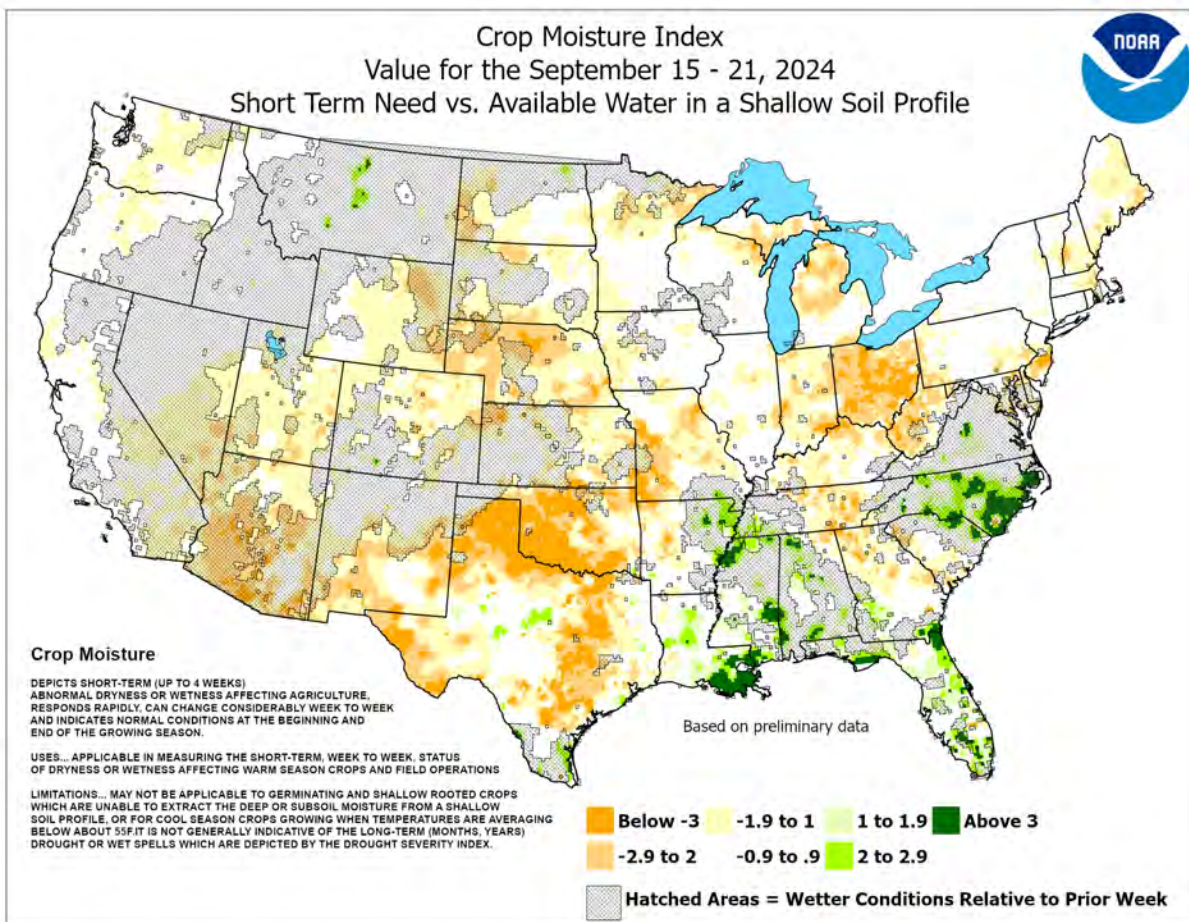 Crop Moisture Index
Value for the September 15 - 21, 2024
Short Term Need vs. Available Water in a Shallow Soil Profile
NOAA
Crop Moisture
DEPICTS SHORT-TERM (UP TO 4 WEEKS)
ABNORMAL DRYNESS OR WETNESS AFFECTING AGRICULTURE,
RESPONDS RAPIDLY, CAN CHANGE CONSIDERABLY WEEK TO WEEK
AND INDICATES NORMAL CONDITIONS AT THE BEGINNING AND
END OF THE GROWING SEASON.
USES... APPLICABLE IN MEASURING THE SHORT-TERM, WEEK TO WEEK, STATUS
OF DRYNESS OR WETNESS AFFECTING WARM SEASON CROPS AND FIELD OPERATIONS
LIMITATIONS... MAY NOT BE APPLICABLE TO GERMINATING AND SHALLOW ROOTED CROPS
WHICH ARE UNABLE TO EXTRACT THE DEEP OR SUBSOIL MOISTURE FROM A SHALLOW
SOIL PROFILE, OR FOR COOL SEASON CROPS GROWING WHEN TEMPERATURES ARE AVERAGING
BELOW ABOUT 55F.IT IS NOT GENERALLY INDICATIVE OF THE LONG-TERM (MONTHS, YEARS)
DROUGHT OR WET SPELLS WHICH ARE DEPICTED BY THE DROUGHT SEVERITY INDEX.
Based on preliminary data
Below -3 -1.9 to 1 1 to 1.9 Above 3
-2.9 to 2 -0.9 to .9 2 to 2.9
Hatched Areas = Wetter Conditions Relative to Prior Week